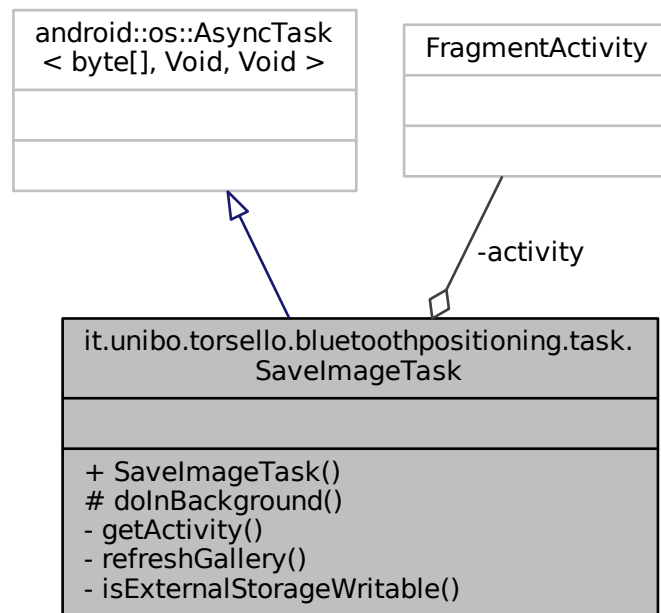 android::os::AsyncTask
< byte[], Void, Void >
FragmentActivity
-activity
it.unibo.torsello.bluetoothpositioning.task.
SaveImageTask
+ SaveImageTask()
# doInBackground()
- getActivity()
- refreshGallery()
- isExternalStorageWritable()